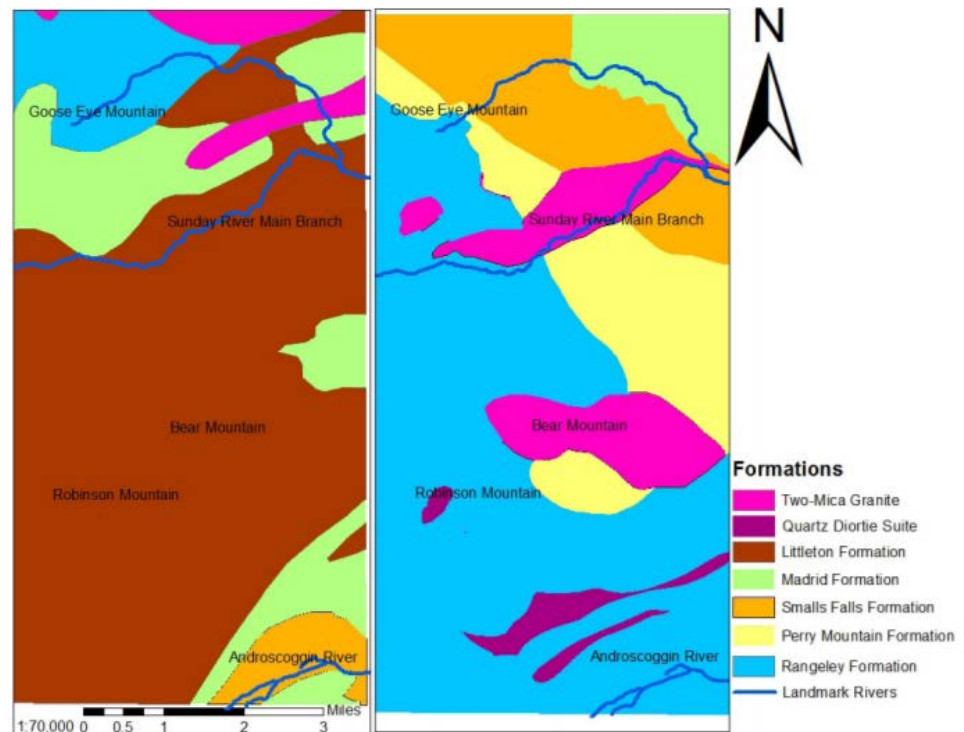 N
Goose Eye Mountain
Sunday River Main Branch
Bear Mountain
Robinson Mountain
Androscoggin River
1:70.000 0 0.5 1 2 3 Miles
Goose Eye Mountain
Sunday River Main Branch
Bear Mountain
Robinson Mountain
Androscoggin River
Formations
Two-Mica Granite
Quartz Diortie Suite
Littleton Formation
Madrid Formation
Smalls Falls Formation
Perry Mountain Formation
Rangeley Formation
Landmark Rivers